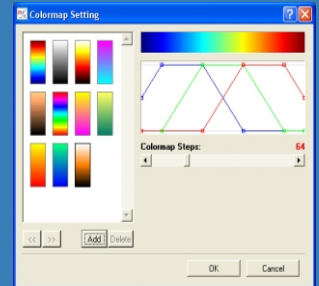 Colormap Setting
Colormap Steps: 64
<< >> Add Delete
OK Cancel